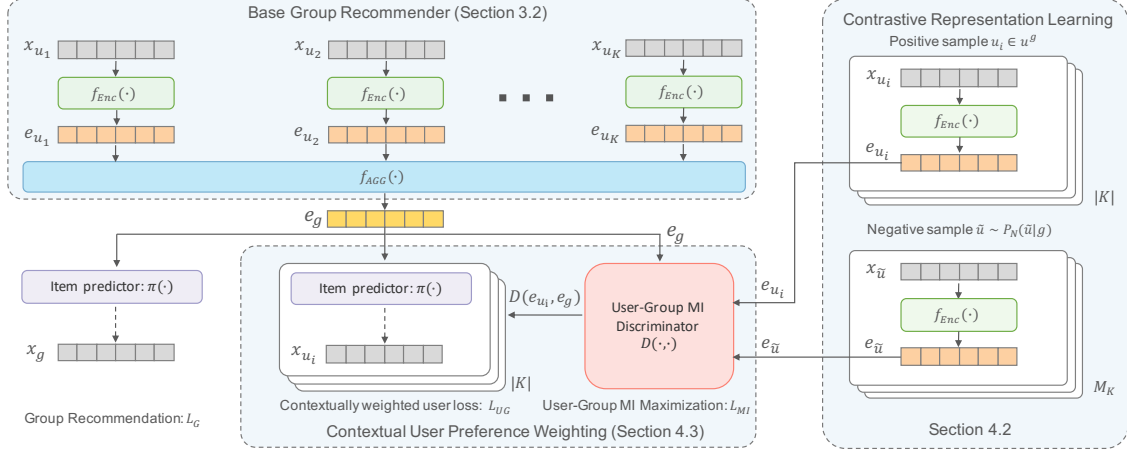 Base Group Recommender (Section 3.2)
x_{u_1}
x_{u_2}
x_{u_K}
f_{Enc}(·)
f_{Enc}(·)
f_{Enc}(·)
e_{u_1}
e_{u_2}
e_{u_K}
f_{AGG}(·)
e_g
e_g
Item predictor: π(·)
x_g
Group Recommendation: L_G
Item predictor: π(·)
x_{u_i}
|K|
Contextually weighted user loss: L_{UG}
D(e_{u_i}, e_g)
User-Group MI
Discriminator
D(·,·)
User-Group MI Maximization: L_{MI}
Contextual User Preference Weighting (Section 4.3)
e_{u_i}
e_ũ
Contrastive Representation Learning
Positive sample u_i ∈ u^g
x_{u_i}
f_{Enc}(·)
e_{u_i}
|K|
Negative sample ũ ~ P_N(ũ|g)
x_ũ
f_{Enc}(·)
e_ũ
M_K
Section 4.2